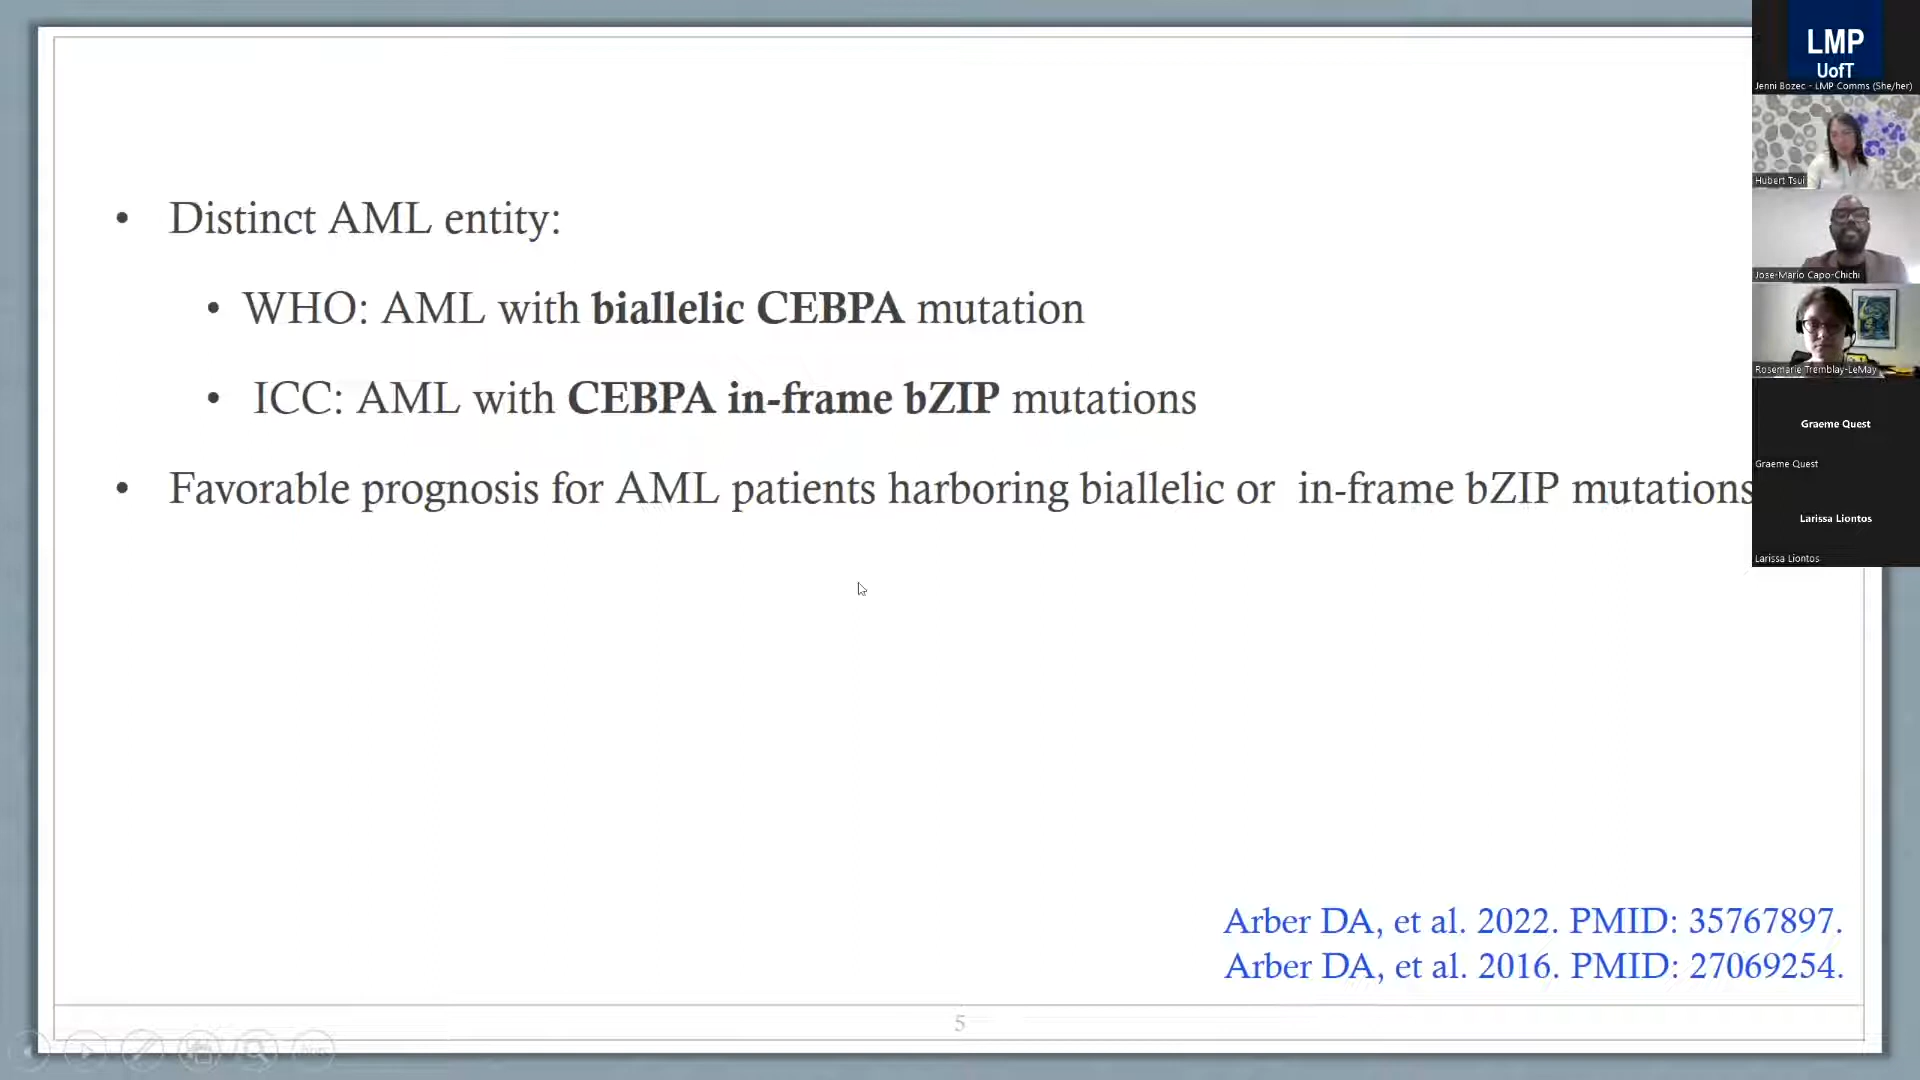 • Distinct AML entity:
• WHO: AML with biallelic CEBPA mutation
• ICC: AML with CEBPA in-frame bZIP mutations
• Favorable prognosis for AML patients harboring biallelic or in-frame bZIP mutations
Arber DA, et al. 2022. PMID: 35767897.
Arber DA, et al. 2016. PMID: 27069254.
5
LMP
UofT
Jenni Bozec - LMP Comms (She/her)
Hubert Tsui
Jose-Mario Capo-Chichi
Rosemarie Tremblay-LeMay
Graeme Quest
Graeme Quest
Larissa Liontos
Larissa Liontos